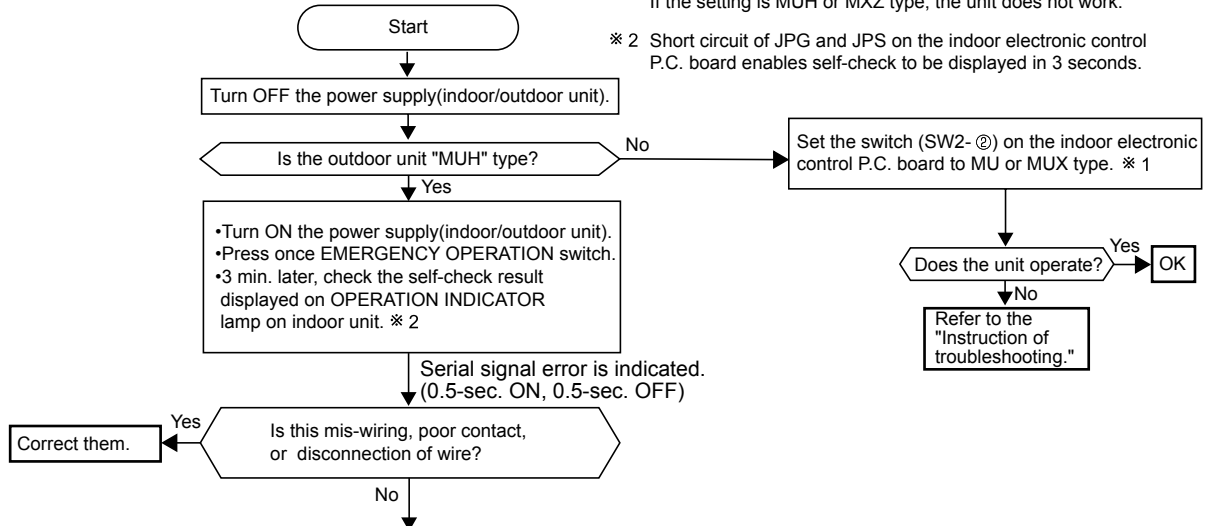 If the setting is MUH or MXZ type, the unit does not work.
※ 2 Short circuit of JPG and JPS on the indoor electronic control
P.C. board enables self-check to be displayed in 3 seconds.
Start
Turn OFF the power supply(indoor/outdoor unit).
Is the outdoor unit "MUH" type?
No
Yes
Set the switch (SW2- ②) on the indoor electronic
control P.C. board to MU or MUX type. ※ 1
•Turn ON the power supply(indoor/outdoor unit).
•Press once EMERGENCY OPERATION switch.
•3 min. later, check the self-check result
displayed on OPERATION INDICATOR
lamp on indoor unit. ※ 2
Does the unit operate?
Yes
OK
No
Refer to the
"Instruction of
troubleshooting."
Serial signal error is indicated.
(0.5-sec. ON, 0.5-sec. OFF)
Is this mis-wiring, poor contact,
or disconnection of wire?
Yes
Correct them.
No